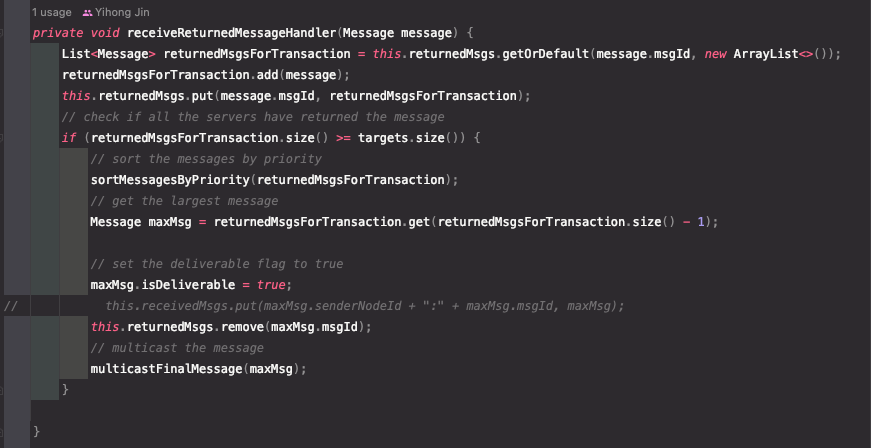 1 usage Yihong Jin
private void receiveReturnedMessageHandler(Message message) {
List<Message> returnedMsgsForTransaction = this.returnedMsgs.getOrDefault(message.msgId, new ArrayList<>());
returnedMsgsForTransaction.add(message);
this.returnedMsgs.put(message.msgId, returnedMsgsForTransaction);
// check if all the servers have returned the message
if (returnedMsgsForTransaction.size() >= targets.size()) {
// sort the messages by priority
sortMessagesByPriority(returnedMsgsForTransaction);
// get the largest message
Message maxMsg = returnedMsgsForTransaction.get(returnedMsgsForTransaction.size() - 1);
// set the deliverable flag to true
maxMsg.isDeliverable = true;
// this.receivedMsgs.put(maxMsg.senderNodeId + ":" + maxMsg.msgId, maxMsg);
this.returnedMsgs.remove(maxMsg.msgId);
// multicast the message
multicastFinalMessage(maxMsg);
}
}